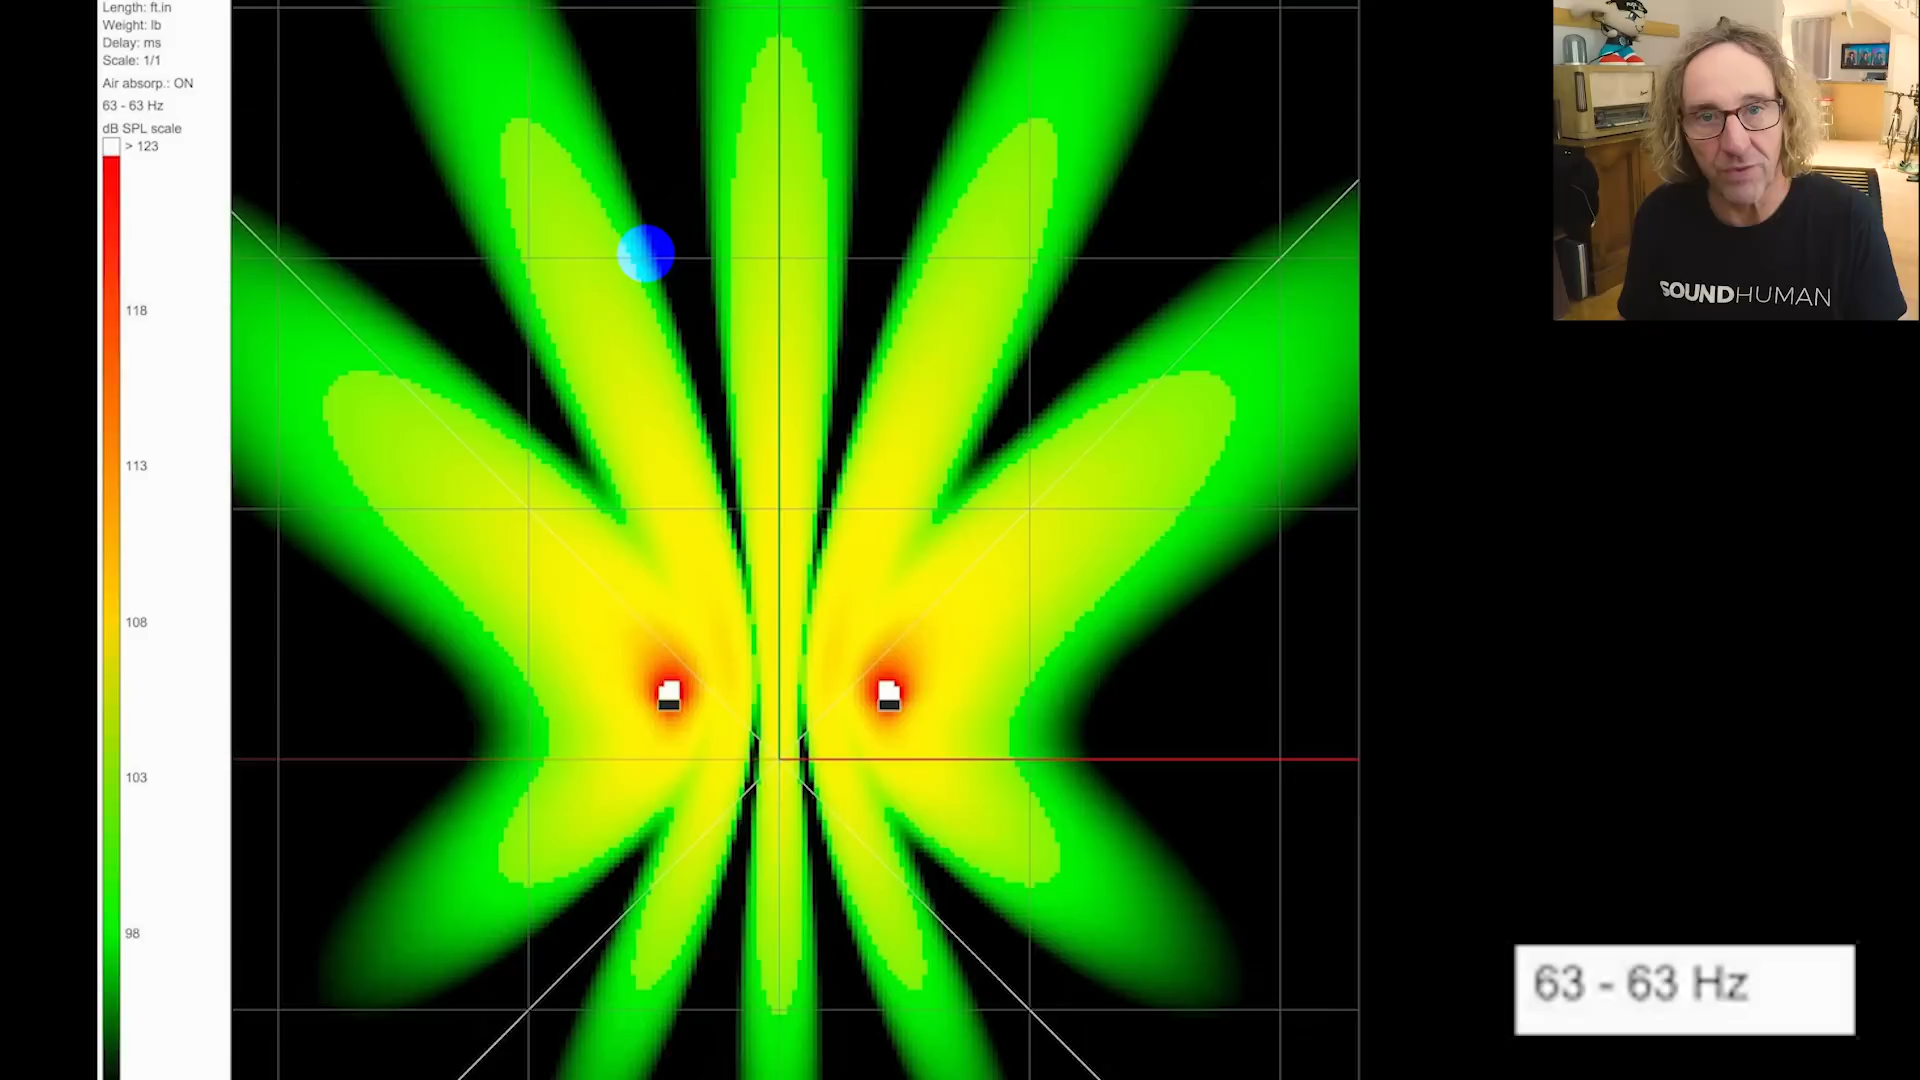 Length: ft.in
Weight: lb
Delay: ms
Scale: 1/1
Air absorp.: ON
63 - 63 Hz
dB SPL scale
> 123
118
113
108
103
98
SOUNDHUMAN
63 - 63 Hz